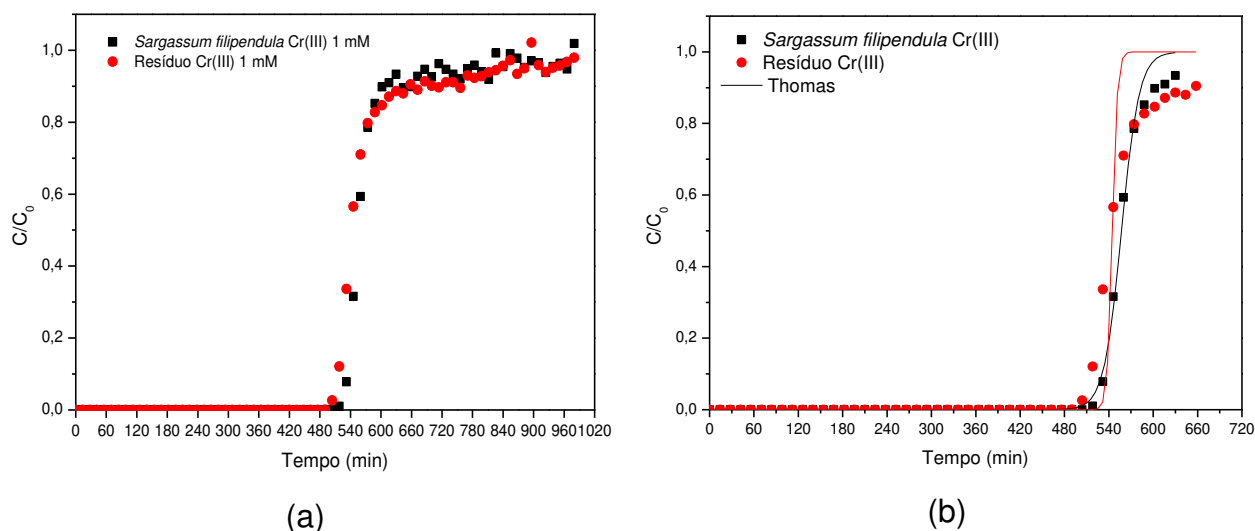 Sargassum filipendula Cr(III) 1 mM
Resíduo Cr(III) 1 mM
1,0
0,8
0,6
0,4
0,2
0,0
C/C0
0 60 120 180 240 300 360 420 480 540 600 660 720 780 840 900 960 1020
Tempo (min)
(a)
Sargassum filipendula Cr(III)
Resíduo Cr(III)
Thomas
1,0
0,8
0,6
0,4
0,2
0,0
C/C0
0 60 120 180 240 300 360 420 480 540 600 660 720
Tempo (min)
(b)